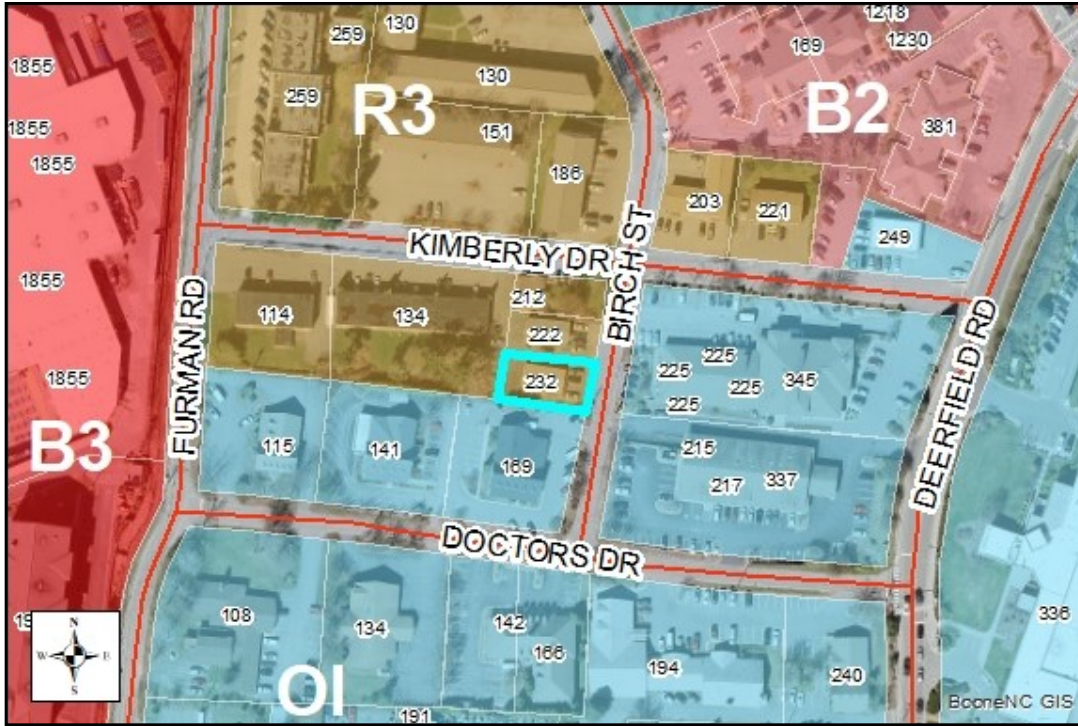 1218
130
259
169
1230
1855
130
259
R3
B2
381
151
1855
1855
186
203
221
249
KIMBERLY DR
BIRCH ST
212
114
134
222
FURMAN RD
DEERFIELD RD
225
225
345
225
225
1855
232
B3
115
141
169
215
217
337
DOCTORS DR
108
134
142
166
194
240
336
N
W
E
S
OI
191
BooneNC GIS